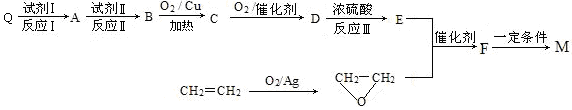 Q 试剂Ⅰ 反应Ⅰ A 试剂Ⅱ 反应Ⅱ B O₂/Cu 加热 C O₂/催化剂 D 浓硫酸 反应Ⅲ E
催化剂 F 一定条件 M
CH₂=CH₂ O₂/Ag CH₂-CH₂
O